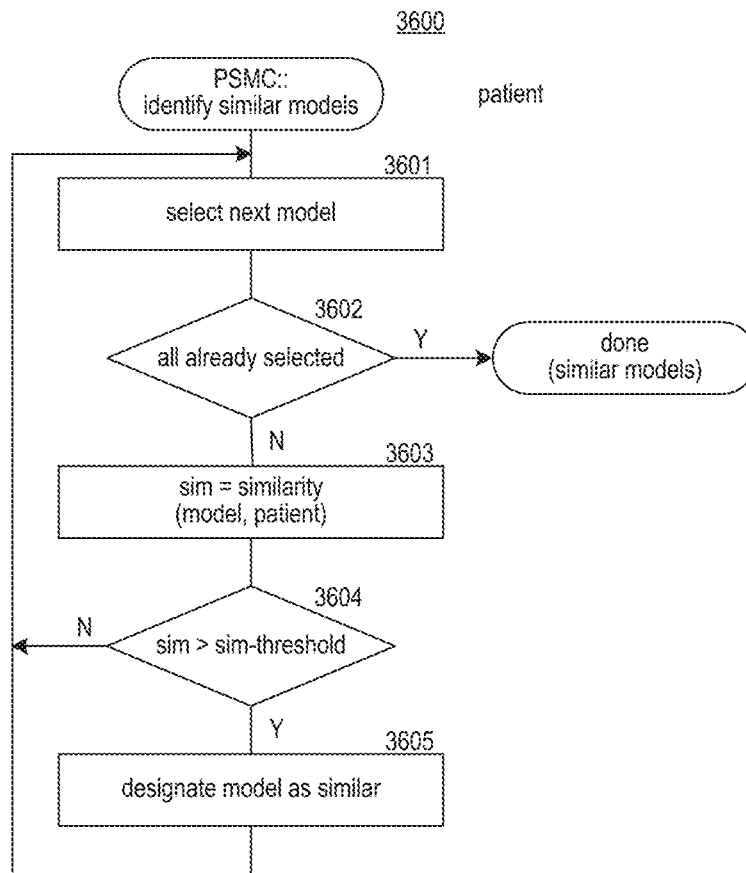 3600
PSMC::
identify similar models
patient
3601
select next model
3602
all already selected
Y
done
(similar models)
N
3603
sim = similarity
(model, patient)
3604
N
sim > sim-threshold
Y
3605
designate model as similar